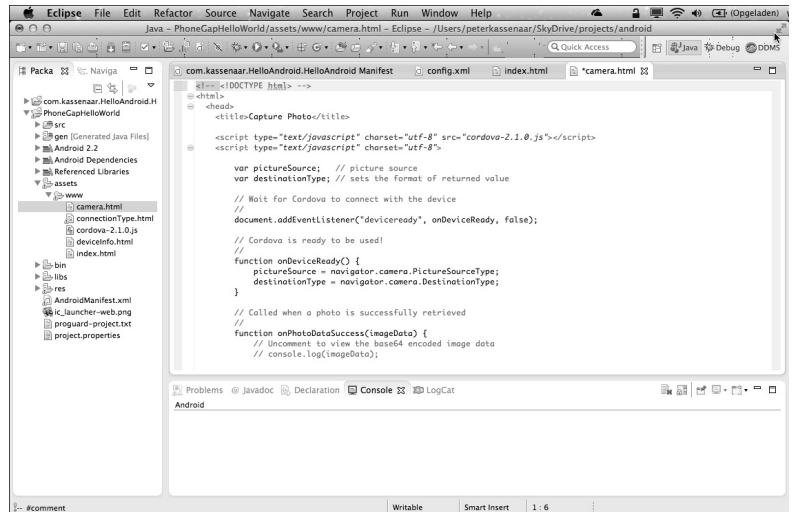 Eclipse File Edit Refactor Source Navigate Search Project Run Window Help (Opgeladen)
Java - PhoneGapHelloWorld/assets/www/camera.html - Eclipse - /Users/peterkassenaar/SkyDrive/projects/android
Quick Access Java Debug DDMS
Packa Naviga
com.kassenaar.HelloAndroid.H
PhoneGapHelloWorld
src
gen [Generated Java Files]
Android 2.2
Android Dependencies
Referenced Libraries
assets
www
camera.html
connectionType.html
cordova-2.1.0.js
deviceInfo.html
index.html
bin
libs
res
AndroidManifest.xml
ic_launcher-web.png
proguard-project.txt
project.properties
com.kassenaar.HelloAndroid.HelloAndroid Manifest config.xml index.html *camera.html
<!-- <!DOCTYPE html> -->
<html>
<head>
<title>Capture Photo</title>
<script type="text/javascript" charset="utf-8" src="cordova-2.1.0.js"></script>
<script type="text/javascript" charset="utf-8">
var pictureSource; // picture source
var destinationType; // sets the format of returned value
// Wait for Cordova to connect with the device
//
document.addEventListener("deviceready", onDeviceReady, false);
// Cordova is ready to be used!
//
function onDeviceReady() {
pictureSource = navigator.camera.PictureSourceType;
destinationType = navigator.camera.DestinationType;
}
// Called when a photo is successfully retrieved
//
function onPhotoDataSuccess(imageData) {
// Uncomment to view the base64 encoded image data
// console.log(imageData);
Problems @ Javadoc Declaration Console LogCat
Android
#comment Writable Smart Insert 1 : 6